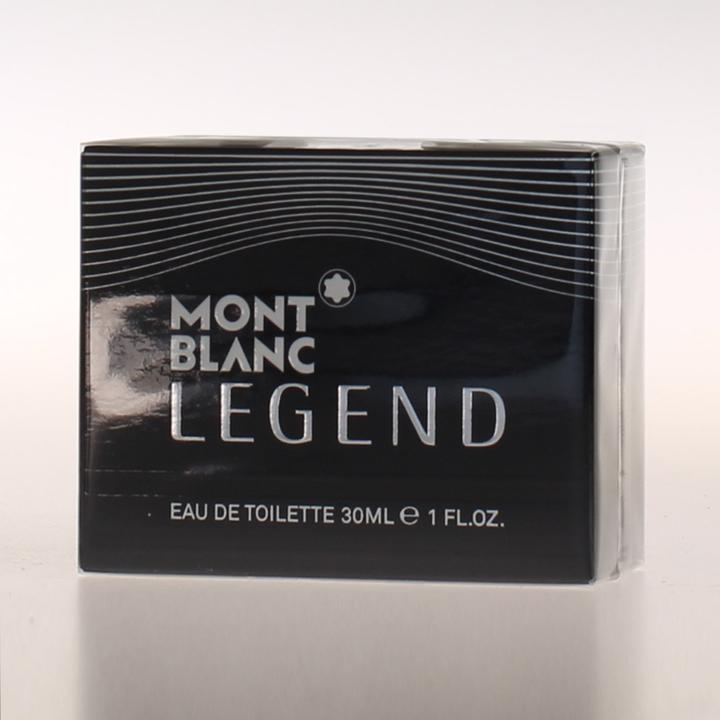 MONT
BLANC
LEGEND
EAU DE TOILETTE 30ML ℮ 1 FL.OZ.